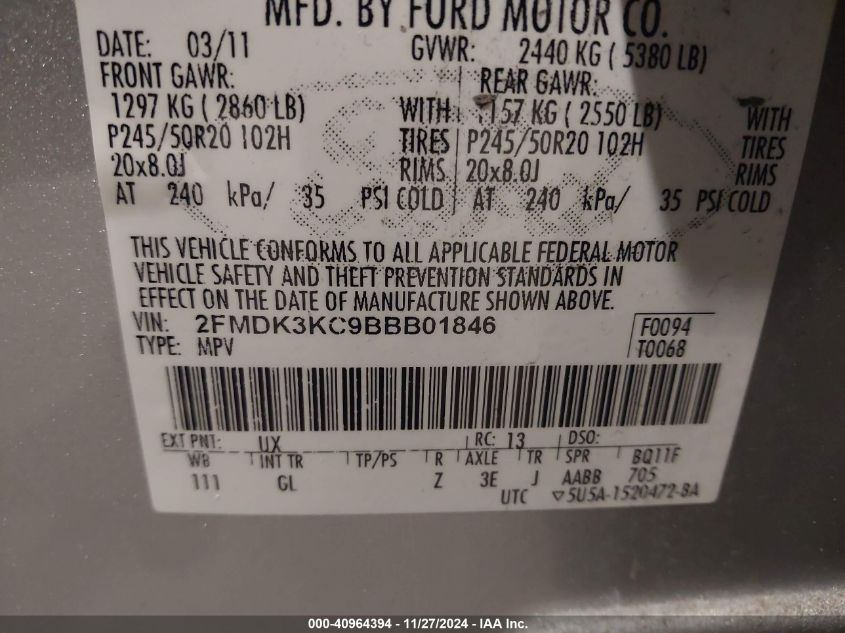 MFD. BY FORD MOTOR CO.
DATE: 03/11 GVWR: 2440 KG ( 5380 LB)
FRONT GAWR: REAR GAWR:
1297 KG ( 2860 LB) WITH 1157 KG ( 2550 LB) WITH
P245/50R20 102H TIRES P245/50R20 102H TIRES
20x8.0J RIMS 20x8.0J RIMS
AT 240 kPa/ 35 PSI COLD AT 240 kPa/ 35 PSI COLD
THIS VEHICLE CONFORMS TO ALL APPLICABLE FEDERAL MOTOR
VEHICLE SAFETY AND THEFT PREVENTION STANDARDS IN
EFFECT ON THE DATE OF MANUFACTURE SHOWN ABOVE.
VIN: 2FMDK3KC9BBB01846 F0094
TYPE: MPV T0068
EXT PNT: UX RC: 13 DSO:
WB INT TR TP/PS R AXLE TR SPR BQ11F
111 GL Z 3E J AABB 705
UTC ▽5U5A-1520472-BA
000-40964394 - 11/27/2024 - IAA Inc.